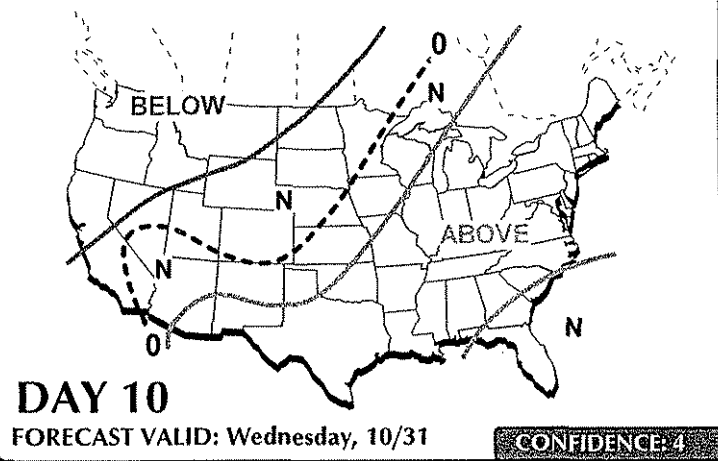 0
N
BELOW
N
ABOVE
N
N
0
DAY 10
FORECAST VALID: Wednesday, 10/31
CONFIDENCE: 4